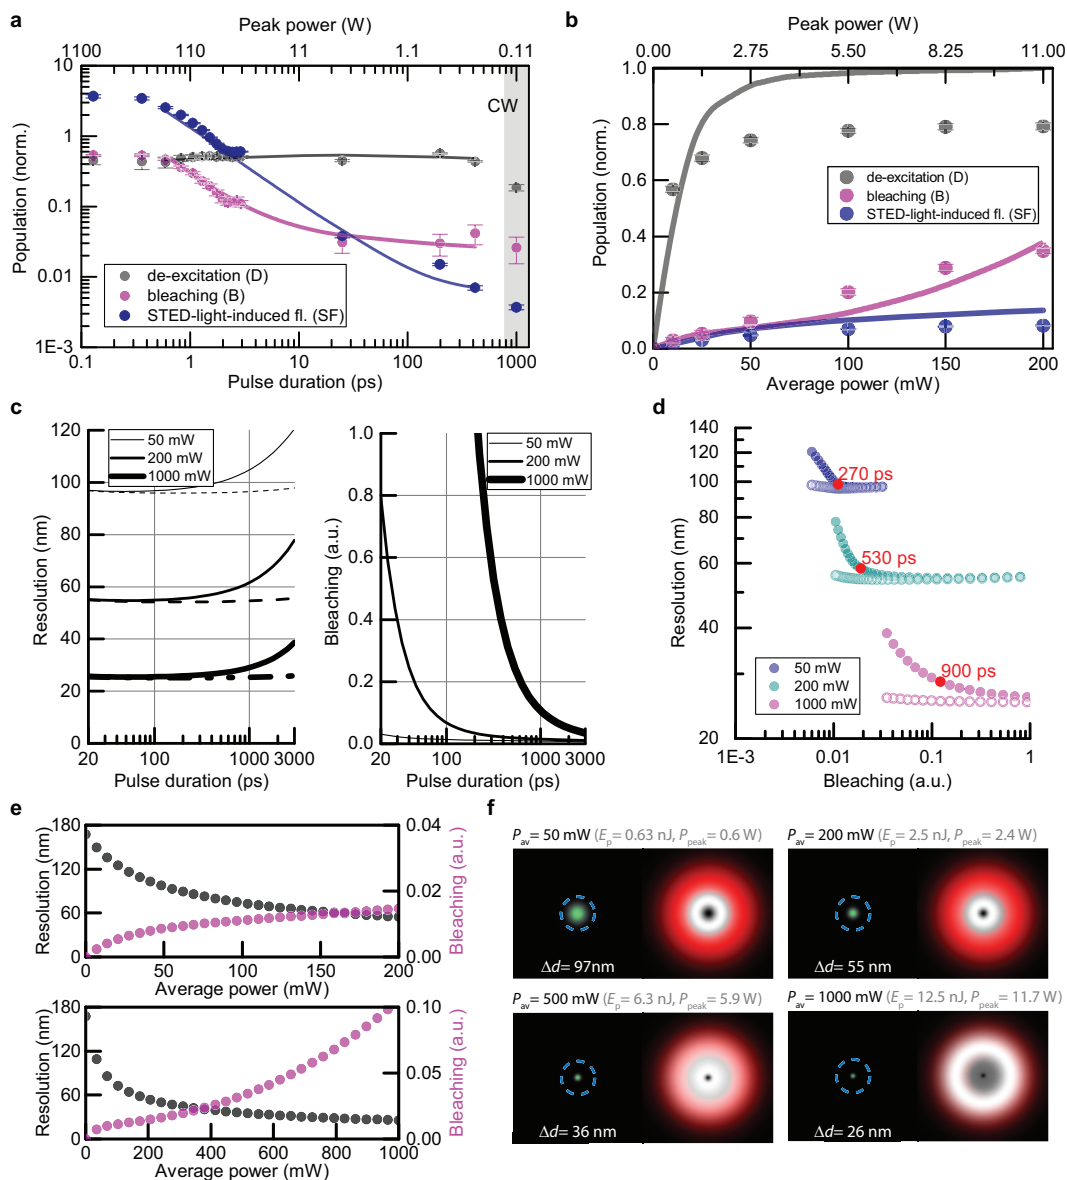 a
Peak power (W)
1100 110 11 1.1 0.11
10
1
0.1
0.01
1E-3
Population (norm.)
CW
de-excitation (D)
bleaching (B)
STED-light-induced fl. (SF)
0.1 1 10 100 1000
Pulse duration (ps)
b
Peak power (W)
0.00 2.75 5.50 8.25 11.00
1.0
0.8
0.6
0.4
0.2
0.0
Population (norm.)
de-excitation (D)
bleaching (B)
STED-light-induced fl. (SF)
0 50 100 150 200
Average power (mW)
c
120
100
80
60
40
20
0
Resolution (nm)
50 mW
200 mW
1000 mW
20 100 1000 3000
Pulse duration (ps)
1.0
0.8
0.6
0.4
0.2
0.0
Bleaching (a.u.)
50 mW
200 mW
1000 mW
20 100 1000 3000
Pulse duration (ps)
d
140
120
100
80
60
40
20
Resolution (nm)
270 ps
530 ps
900 ps
50 mW
200 mW
1000 mW
1E-3 0.01 0.1 1
Bleaching (a.u.)
e
180
120
60
0
Resolution (nm)
0.04
0.02
0.00
Bleaching (a.u.)
0 50 100 150 200
Average power (mW)
180
120
60
0
Resolution (nm)
0.10
0.05
0.00
Bleaching (a.u.)
0 200 400 600 800 1000
Average power (mW)
f
Pav = 50 mW (Ep = 0.63 nJ, Ppeak = 0.6 W)
Δd= 97nm
Pav = 200 mW (Ep = 2.5 nJ, Ppeak = 2.4 W)
Δd= 55 nm
Pav = 500 mW (Ep = 6.3 nJ, Ppeak = 5.9 W)
Δd= 36 nm
Pav = 1000 mW (Ep = 12.5 nJ, Ppeak = 11.7 W)
Δd= 26 nm